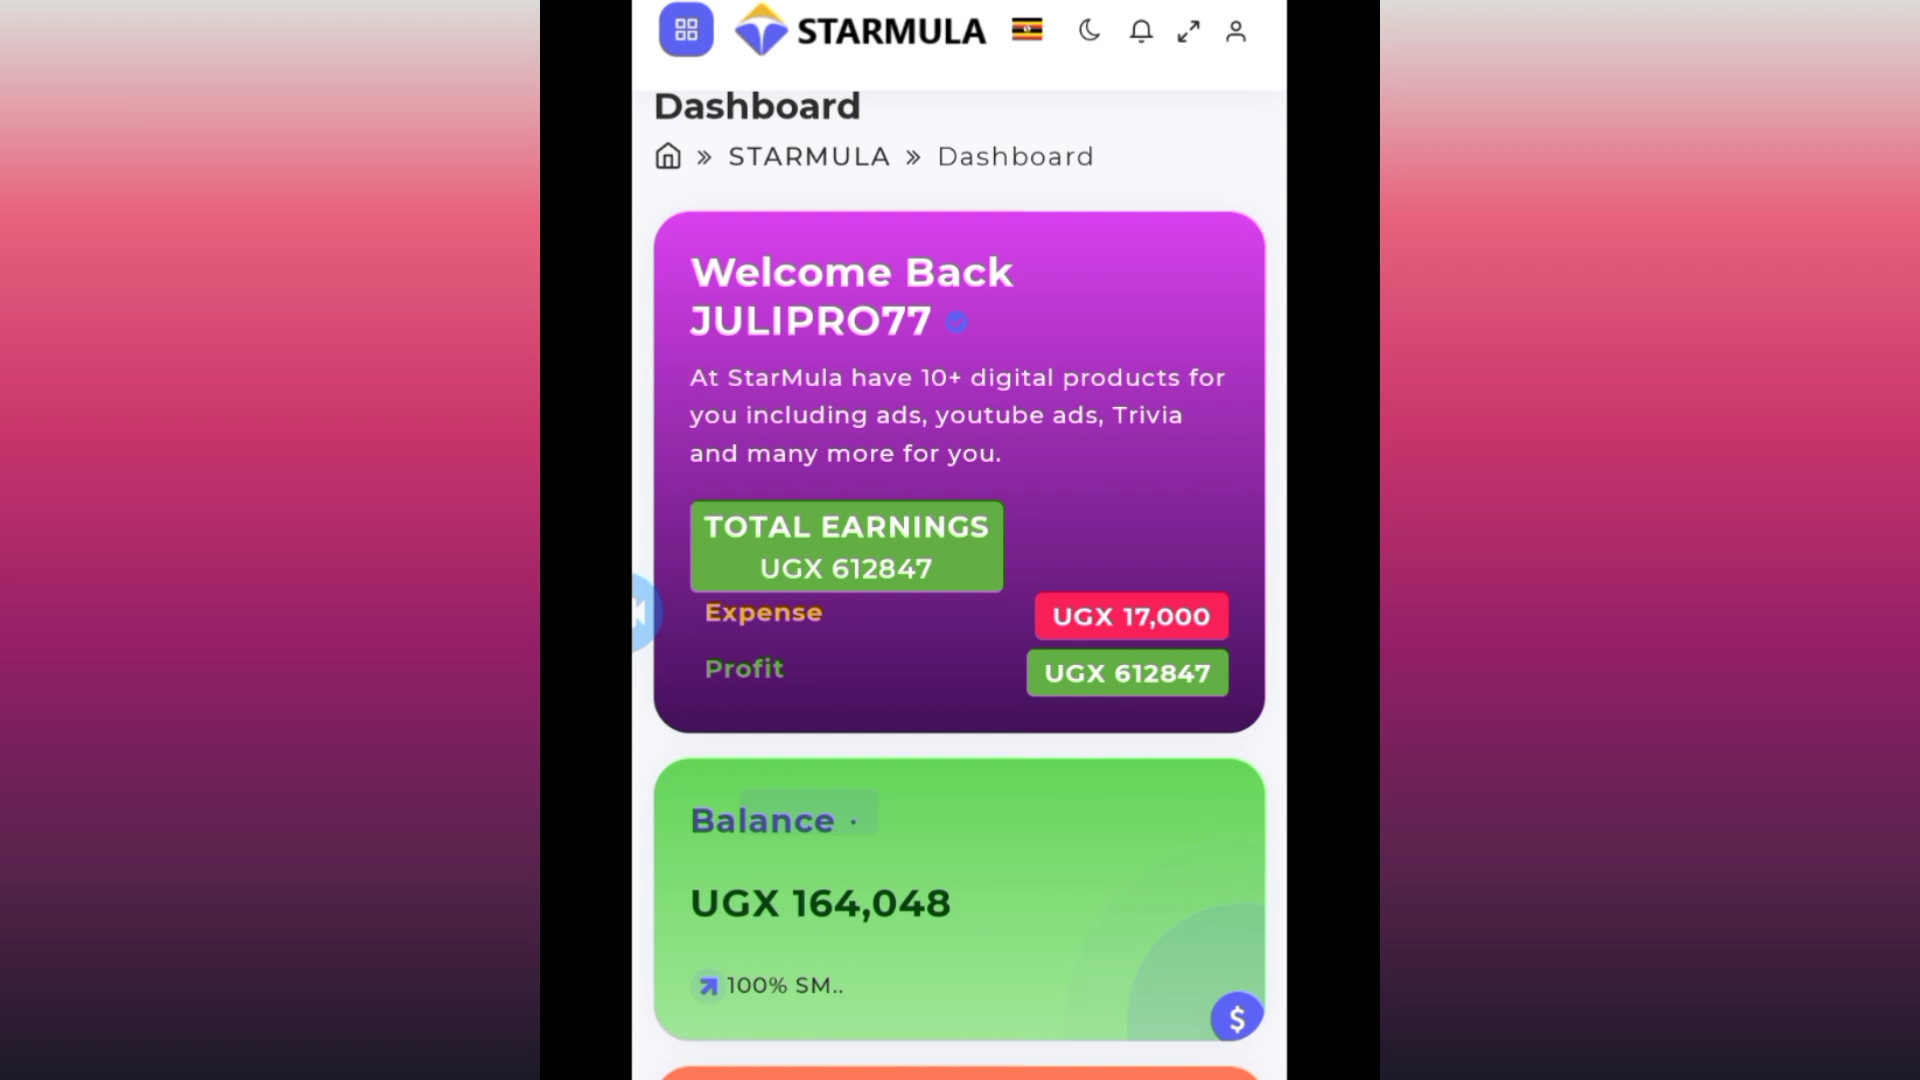 STARMULA
Dashboard
STARMULA » Dashboard
Welcome Back
JULIPRO77
At StarMula have 10+ digital products for
you including ads, youtube ads, Trivia
and many more for you.
TOTAL EARNINGS
UGX 612847
Expense UGX 17,000
Profit UGX 612847
Balance ·
UGX 164,048
100% SM..
$